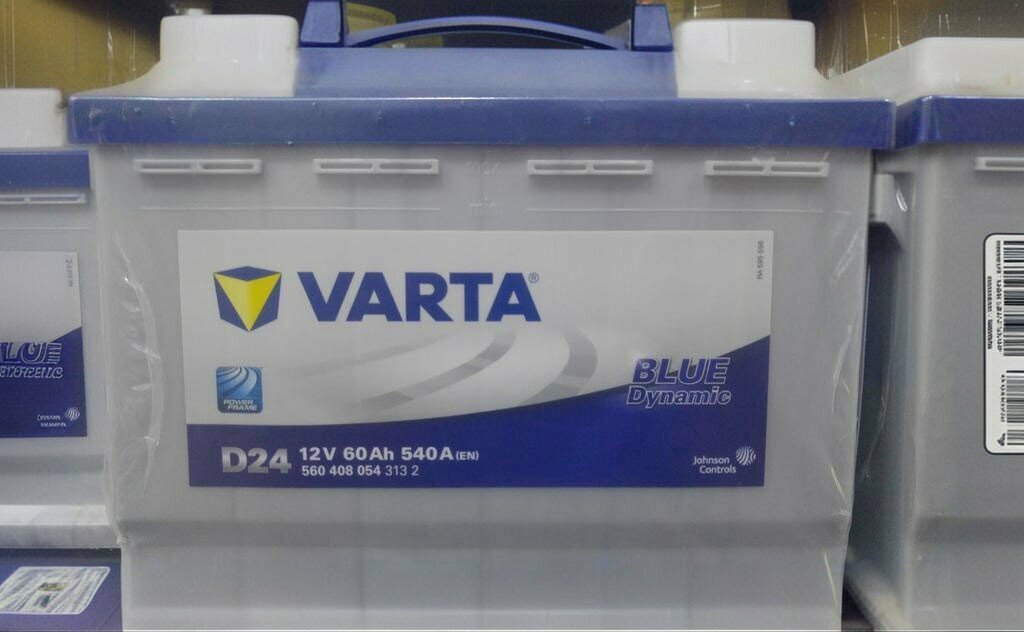 VARTA®
BLUE
Dynamic
POWER
FRAME
D24 12V 60Ah 540A (EN)
560 408 054 313 2
Johnson
Controls